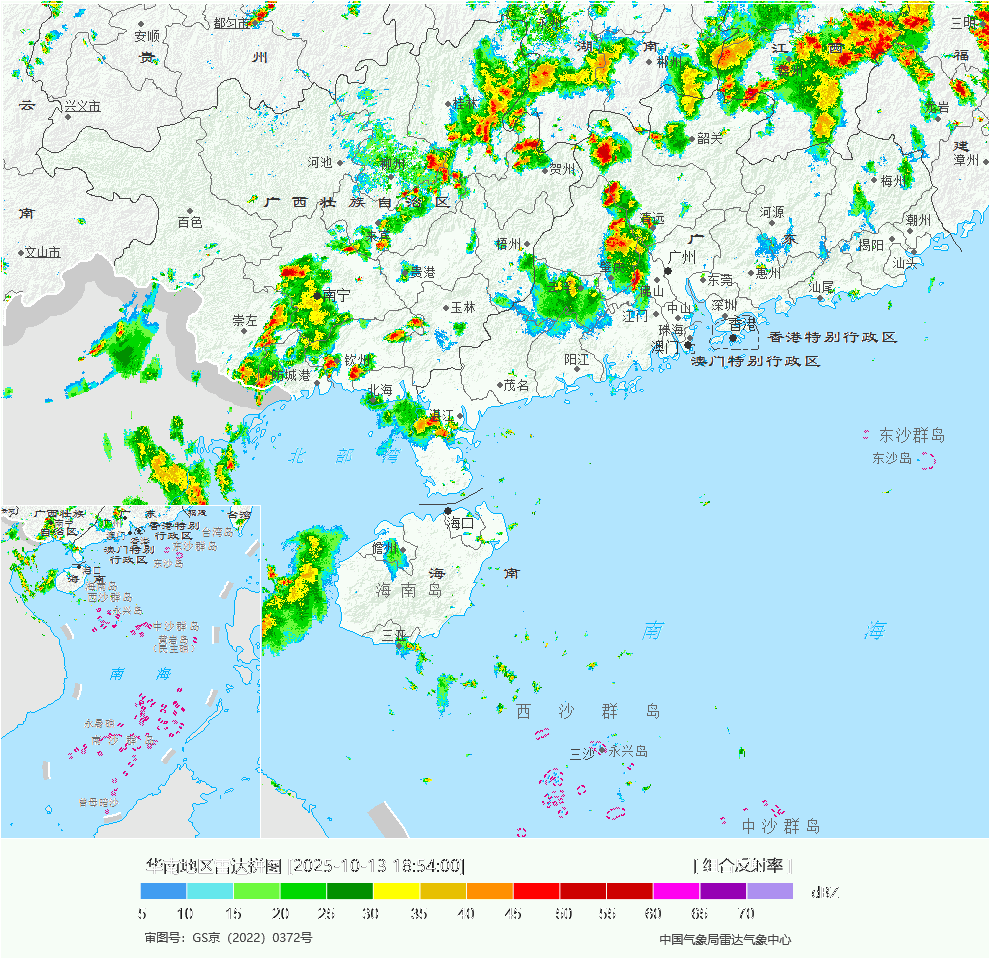 永州
都匀市
三明
安顺
湖
南
江
西
贵
州
郴州
福
云
兴义市
桂林
龙岩
韶关
建
河池
柳州
贺州
漳州
梅州
广西壮族自治区
南
百色
清远
河源
潮州
来宾
梧州
广
东
揭阳
文山市
广州
汕头
贵港
惠州
东莞
佛山
汕尾
南宁
玉林
中山
深圳
崇左
江门
珠海
香港
香港特别行政区
澳门
钦州
阳江
澳门特别行政区
防城港
茂名
北海
湛江
东沙群岛
北部湾
东沙岛
海口
广西壮族
自治区
广
东
福建
台湾
香港特别
行政区
澳门
澳门特别
行政区
台湾岛
东沙群岛
东沙岛
儋州
海
南
海口
海南
海南岛
海南岛
西沙群岛
永兴岛
中沙群岛
黄岩岛
三亚
南
海
南
海
西沙群岛
永暑礁
南沙群岛
三沙
永兴岛
曾母暗沙
中沙群岛
华南地区雷达拼图 [2025-10-13 18:54:00]
[组合反射率]
dBZ
5 10 15 20 25 30 35 40 45 50 55 60 65 70
审图号：GS京（2022）0372号
中国气象局雷达气象中心